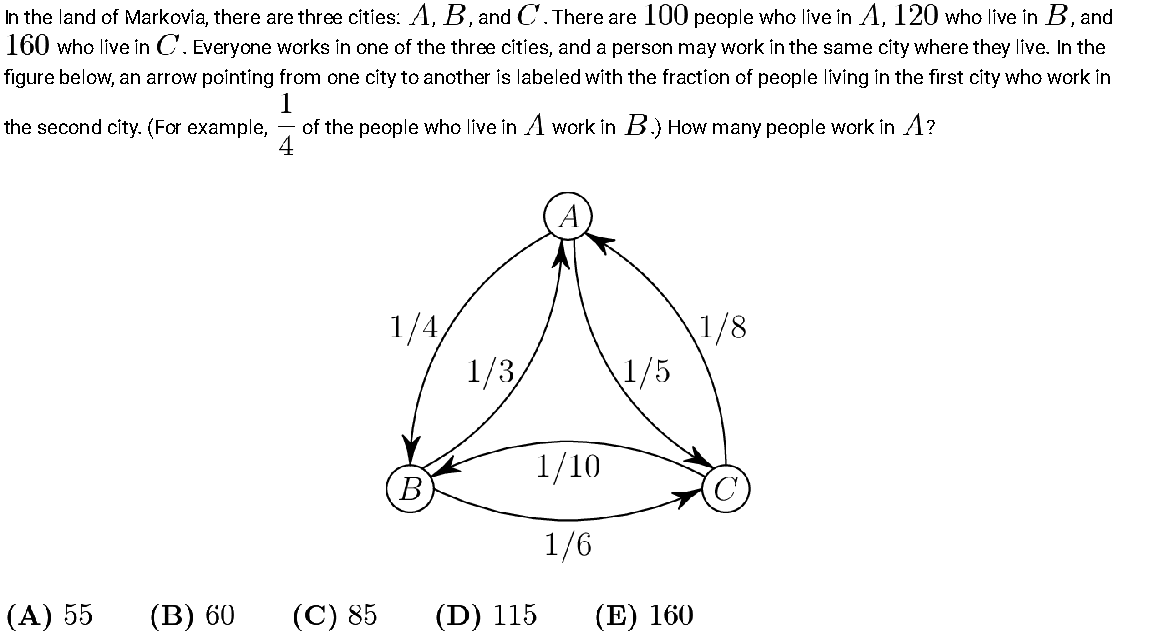 In the land of Markovia, there are three cities: A, B, and C. There are 100 people who live in A, 120 who live in B, and
160 who live in C. Everyone works in one of the three cities, and a person may work in the same city where they live. In the
figure below, an arrow pointing from one city to another is labeled with the fraction of people living in the first city who work in
the second city. (For example, 1/4 of the people who live in A work in B.) How many people work in A?
A
1/4 1/8
1/3 1/5
1/10
B C
1/6
(A) 55 (B) 60 (C) 85 (D) 115 (E) 160